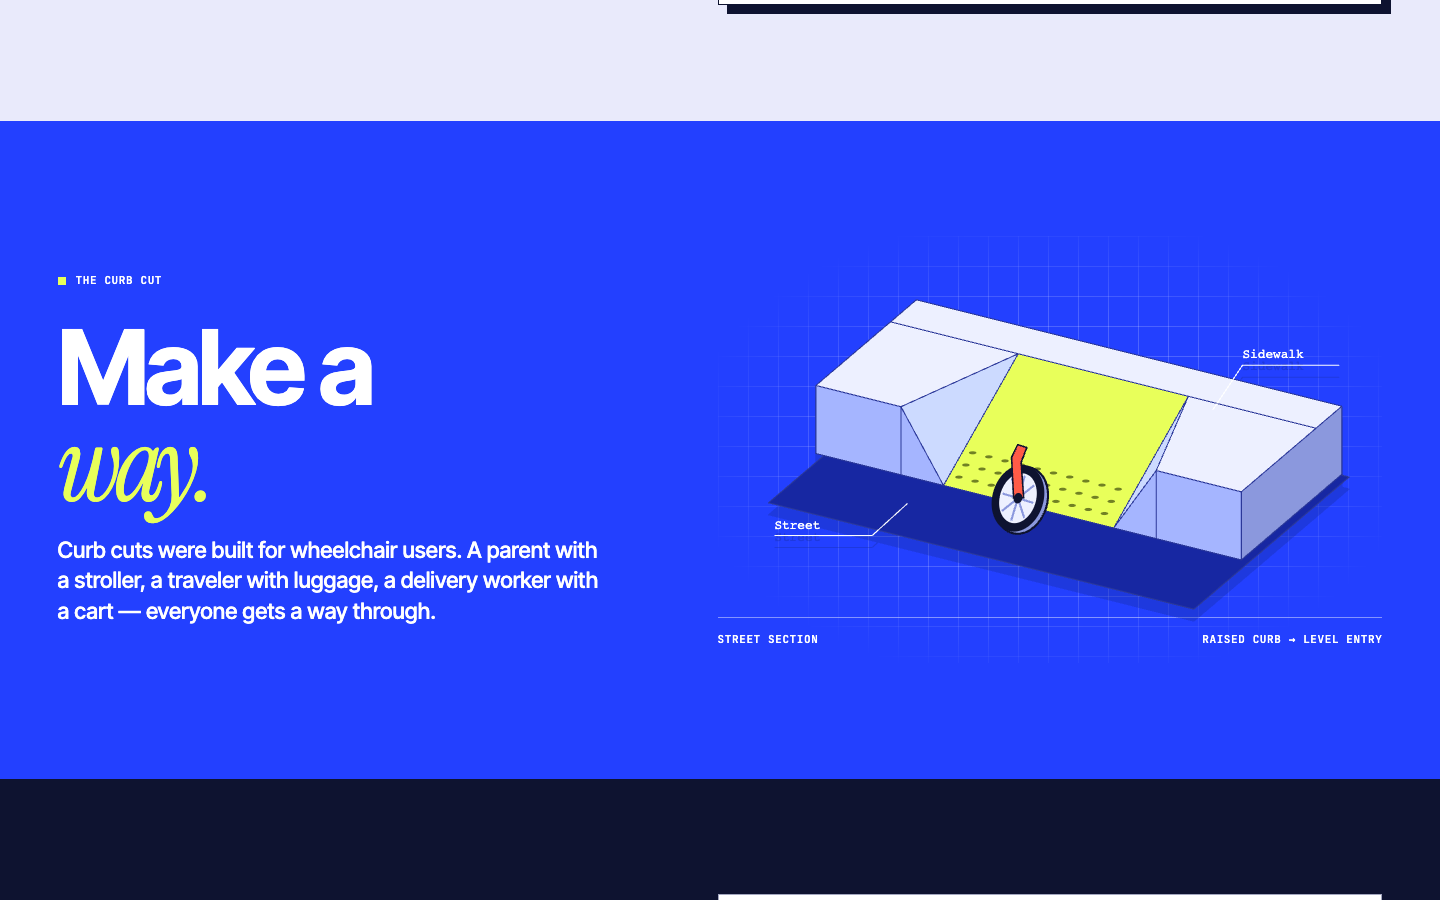 THE CURB CUT
Make a
way.
Curb cuts were built for wheelchair users. A parent with
a stroller, a traveler with luggage, a delivery worker with
a cart — everyone gets a way through.
Sidewalk
Street
STREET SECTION
RAISED CURB → LEVEL ENTRY